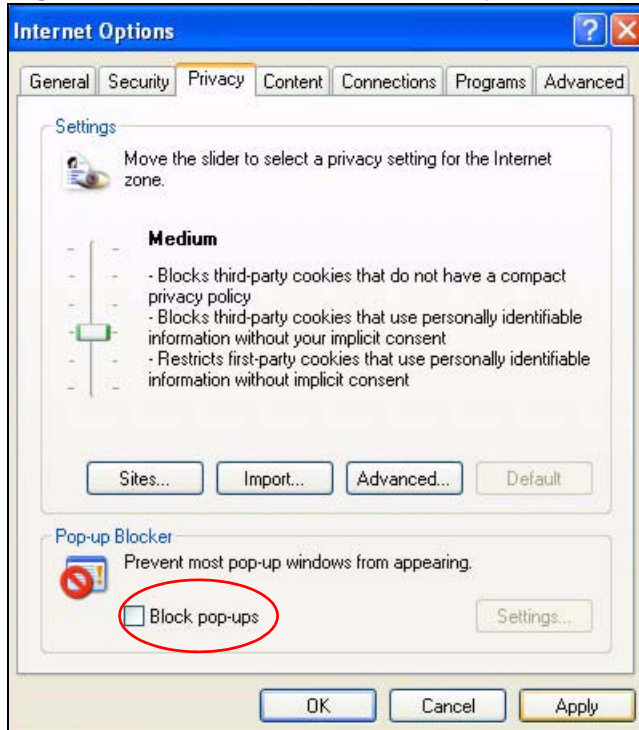 Internet Options
General Security Privacy Content Connections Programs Advanced
Settings
Move the slider to select a privacy setting for the Internet
zone.
Medium
- Blocks third-party cookies that do not have a compact
privacy policy
- Blocks third-party cookies that use personally identifiable
information without your implicit consent
- Restricts first-party cookies that use personally identifiable
information without implicit consent
Sites... Import... Advanced... Default
Pop-up Blocker
Prevent most pop-up windows from appearing.
Block pop-ups Settings...
OK Cancel Apply